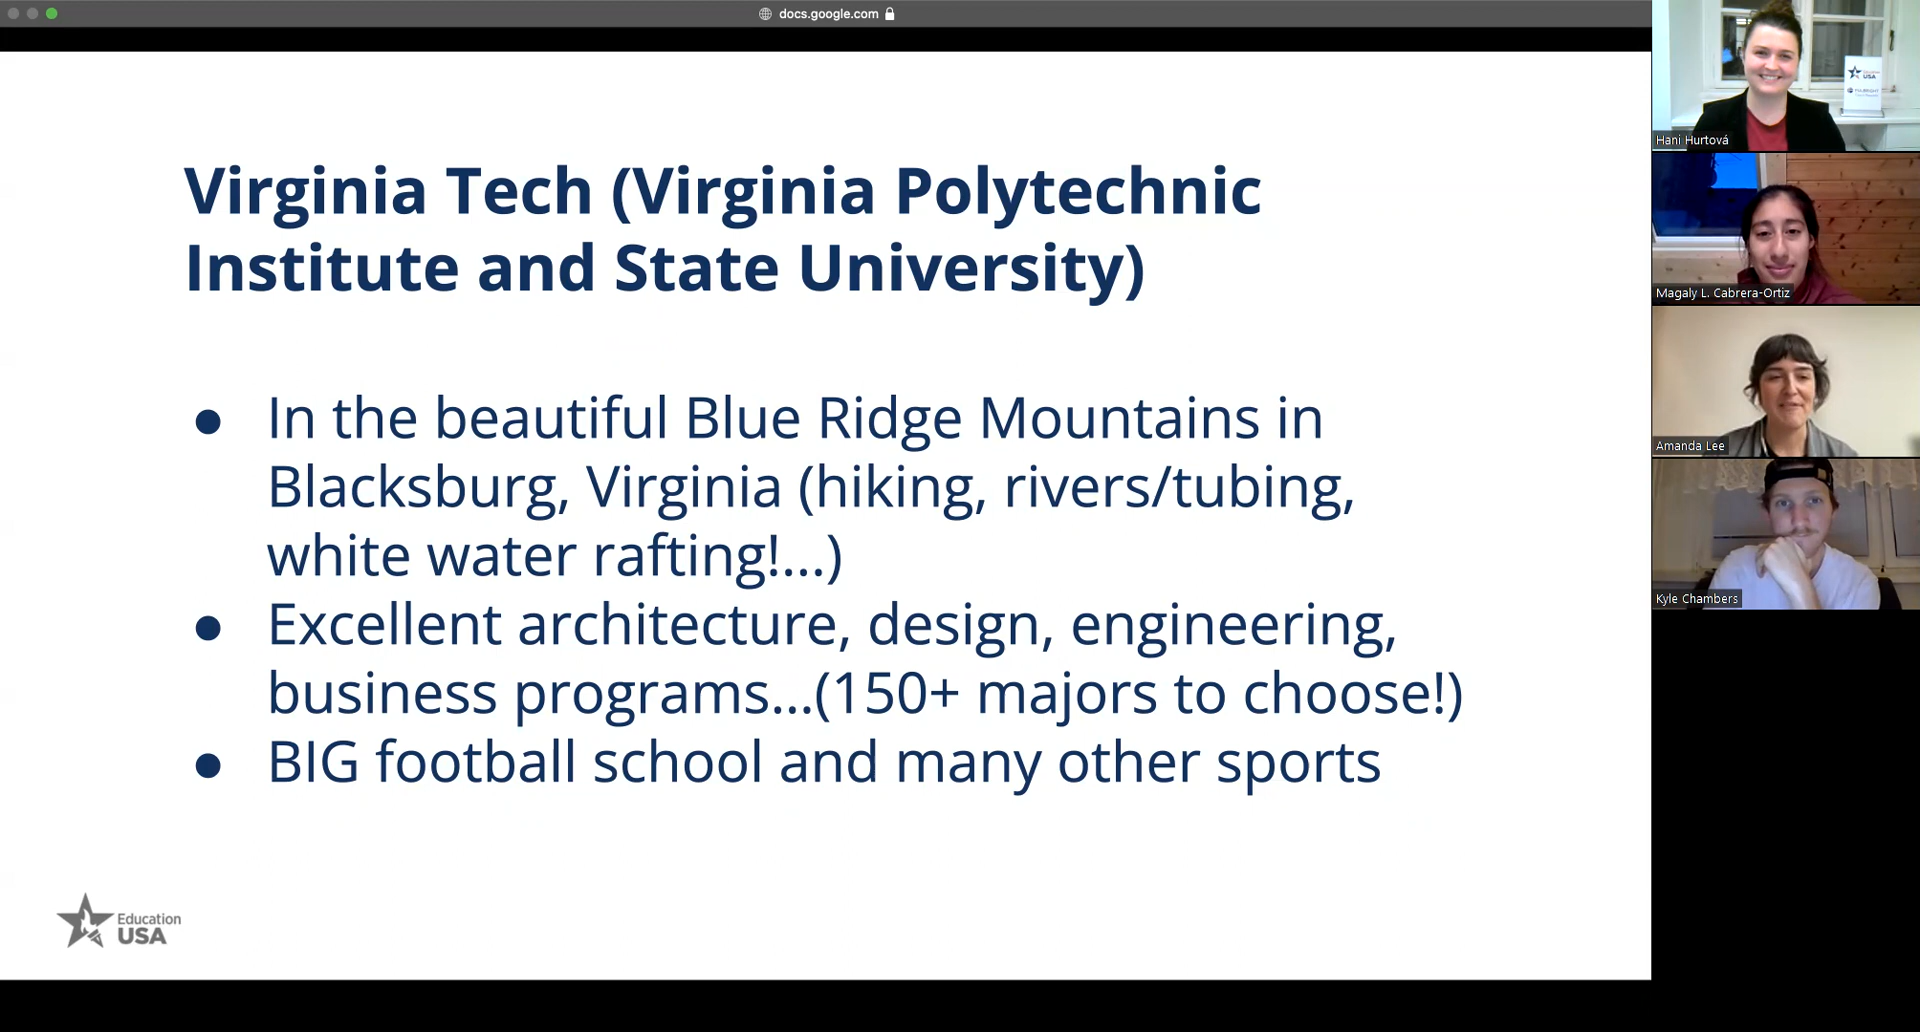 docs.google.com
Virginia Tech (Virginia Polytechnic
Institute and State University)
● In the beautiful Blue Ridge Mountains in
Blacksburg, Virginia (hiking, rivers/tubing,
white water rafting!...)
● Excellent architecture, design, engineering,
business programs...(150+ majors to choose!)
● BIG football school and many other sports
Education
USA
Hani Hurtová
Magaly L. Cabrera-Ortiz
Amanda Lee
Kyle Chambers